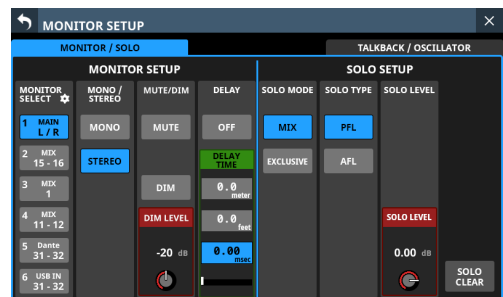 MONITOR SETUP
MONITOR / SOLO
TALKBACK / OSCILLATOR
MONITOR SETUP
SOLO SETUP
MONITOR
SELECT
MONO /
STEREO
MUTE/DIM
DELAY
SOLO MODE
SOLO TYPE
SOLO LEVEL
1 MAIN
L / R
MONO
MUTE
OFF
MIX
PFL
2 MIX
15 - 16
STEREO
DELAY
TIME
EXCLUSIVE
AFL
3 MIX
1
DIM
0.0
meter
4 MIX
11 - 12
DIM LEVEL
0.0
feet
SOLO LEVEL
5 Dante
31 - 32
-20 dB
0.00
msec
0.00 dB
6 USB IN
31 - 32
SOLO
CLEAR